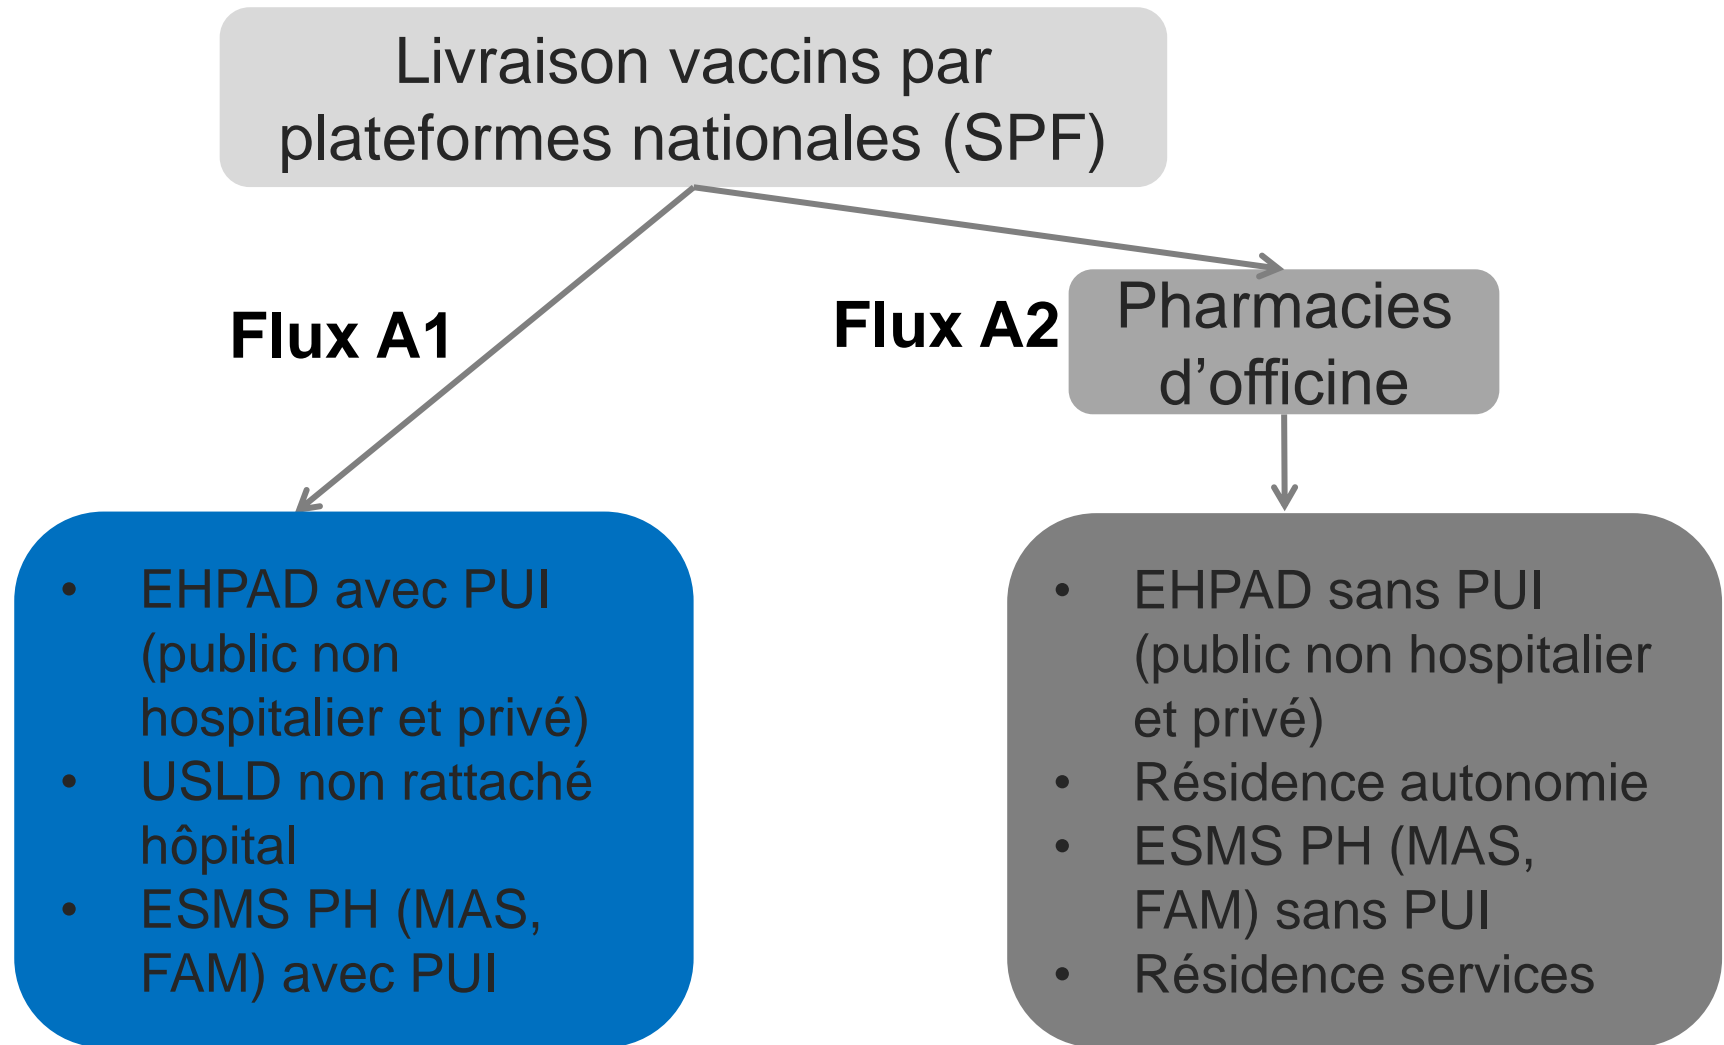 Livraison vaccins par
plateformes nationales (SPF)
Flux A1
Flux A2
Pharmacies
d’officine
• EHPAD avec PUI
(public non
hospitalier et privé)
• USLD non rattaché
hôpital
• ESMS PH (MAS,
FAM) avec PUI
• EHPAD sans PUI
(public non hospitalier
et privé)
• Résidence autonomie
• ESMS PH (MAS,
FAM) sans PUI
• Résidence services